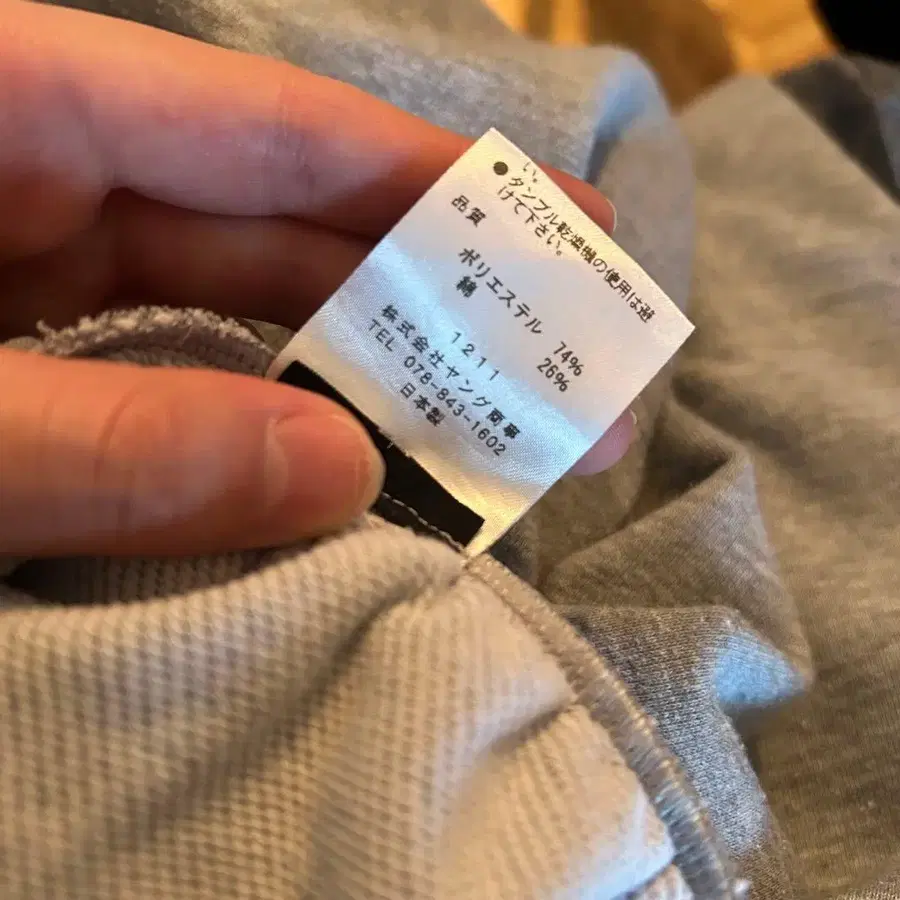 い。
●タンブル乾燥機の使用は避
けて下さい。
品質
ポリエステル 74%
綿 26%
1211
株式会社ヤング商事
TEL 078-843-1602
日本製